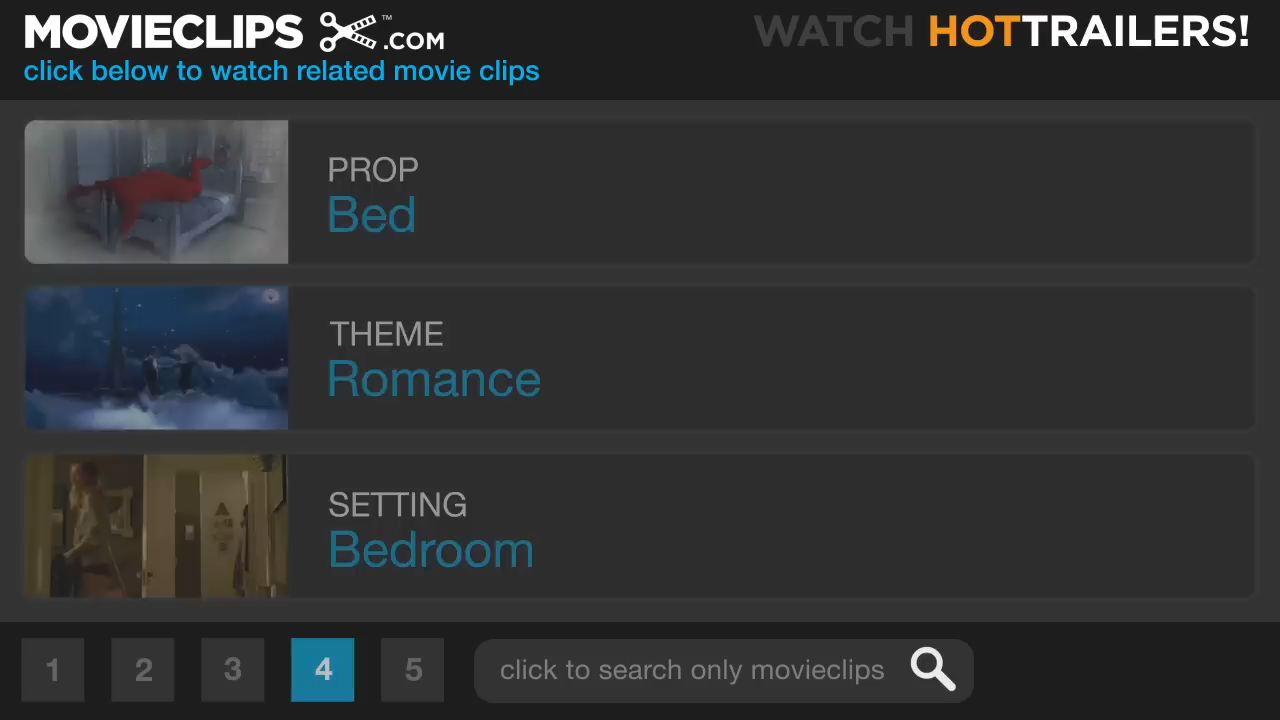 MOVIECLIPS ™ .COM
WATCH HOTTRAILERS!
click below to watch related movie clips
PROP
Bed
THEME
Romance
SETTING
Bedroom
1 2 3 4 5
click to search only movieclips